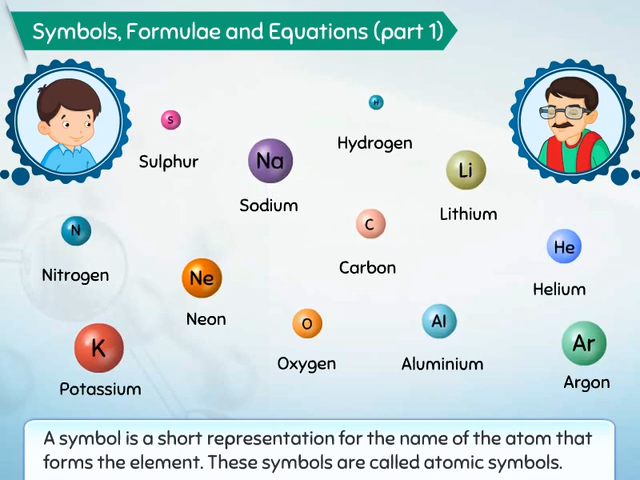 Symbols, Formulae and Equations (part 1)
H
Hydrogen
S
Sulphur
Na
Sodium
Li
Lithium
N
Nitrogen
C
Carbon
He
Helium
Ne
Neon
O
Oxygen
Al
Aluminium
K
Potassium
Ar
Argon
A symbol is a short representation for the name of the atom that
forms the element. These symbols are called atomic symbols.